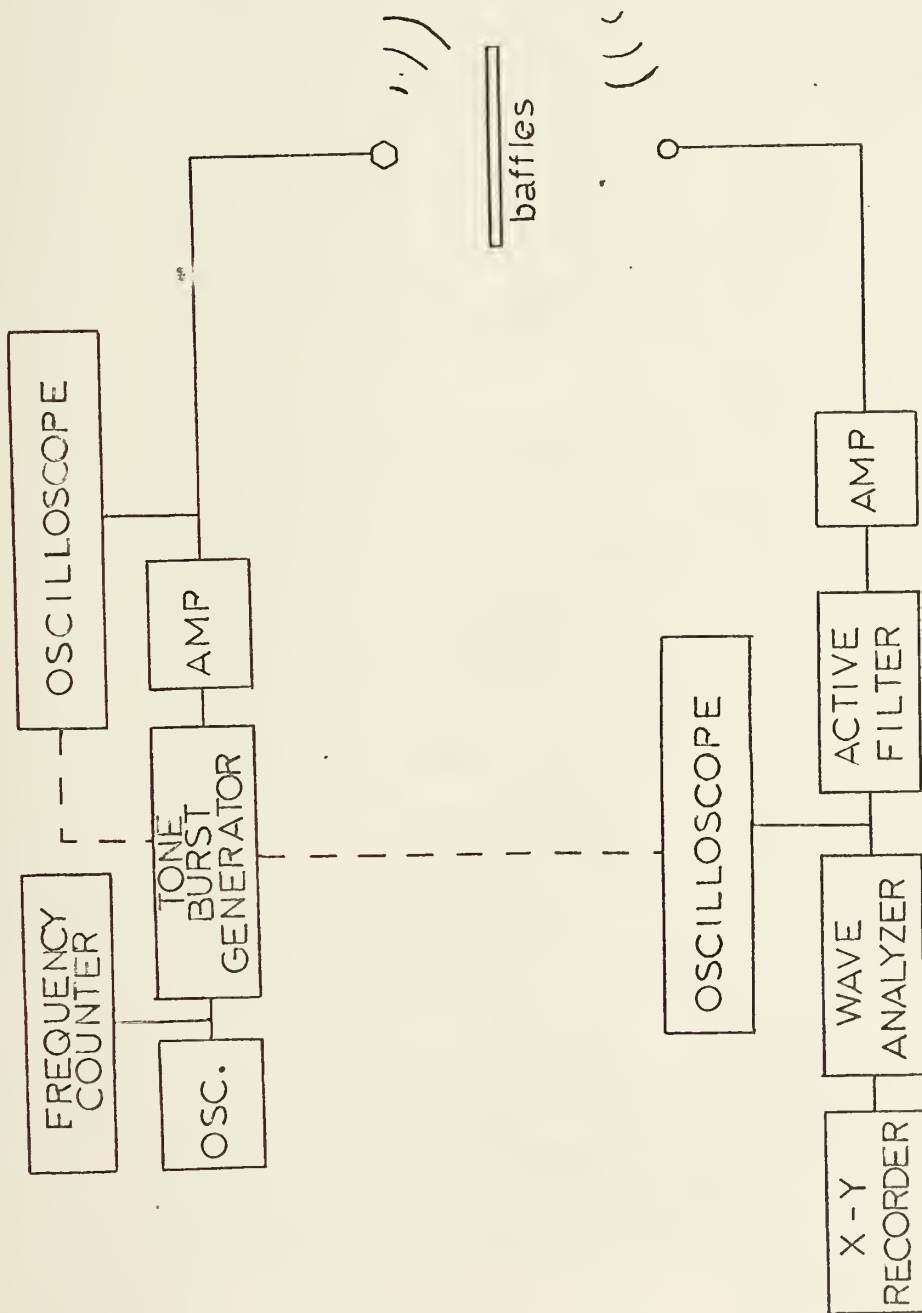 OSCILLOSCOPE
FREQUENCY
COUNTER
OSC.
TONE
BURST
GENERATOR
AMP
baffles
OSCILLOSCOPE
X-Y
RECORDER
WAVE
ANALYZER
ACTIVE
FILTER
AMP